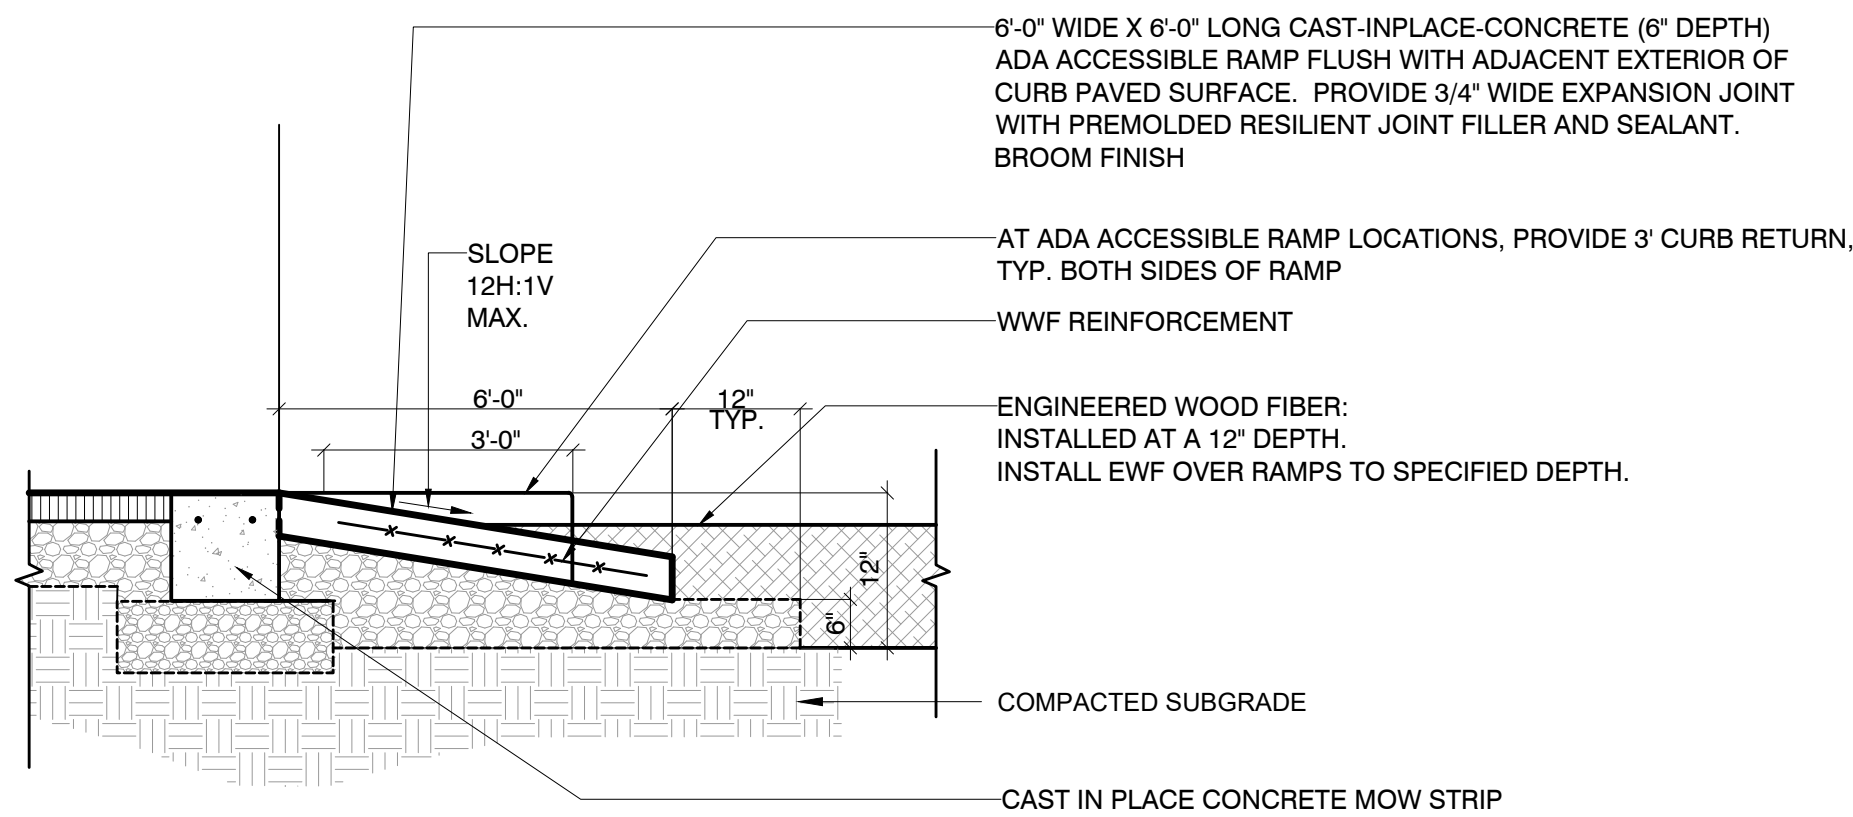 6'-0" WIDE X 6'-0" LONG CAST-INPLACE-CONCRETE (6" DEPTH)
ADA ACCESSIBLE RAMP FLUSH WITH ADJACENT EXTERIOR OF
CURB PAVED SURFACE.  PROVIDE 3/4" WIDE EXPANSION JOINT
WITH PREMOLDED RESILIENT JOINT FILLER AND SEALANT.
BROOM FINISH
AT ADA ACCESSIBLE RAMP LOCATIONS, PROVIDE 3' CURB RETURN,
TYP. BOTH SIDES OF RAMP
SLOPE
12H:1V
MAX.
WWF REINFORCEMENT
6'-0"
12"
TYP.
3'-0"
ENGINEERED WOOD FIBER:
INSTALLED AT A 12" DEPTH.
INSTALL EWF OVER RAMPS TO SPECIFIED DEPTH.
12"
6"
COMPACTED SUBGRADE
CAST IN PLACE CONCRETE MOW STRIP